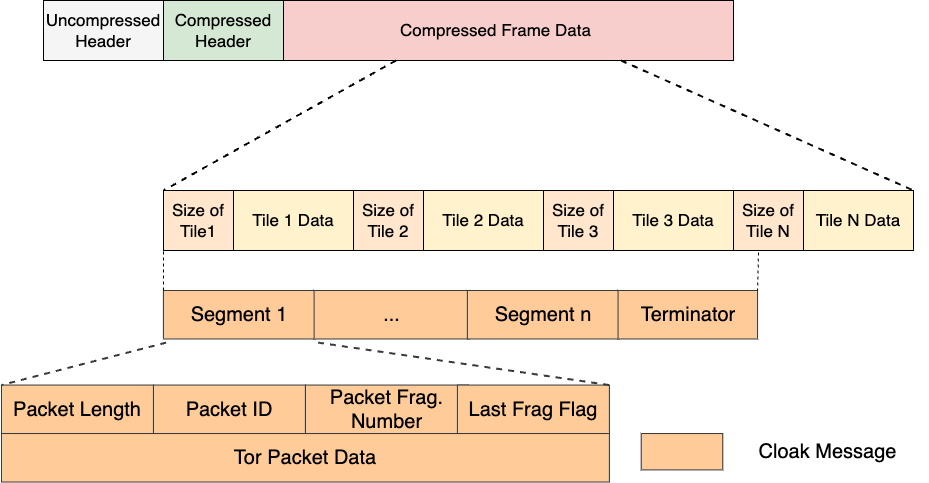 Uncompressed
Header
Compressed
Header
Compressed Frame Data
Size of
Tile1
Tile 1 Data
Size of
Tile 2
Tile 2 Data
Size of
Tile 3
Tile 3 Data
Size of
Tile N
Tile N Data
Segment 1
...
Segment n
Terminator
Packet Length
Packet ID
Packet Frag.
Number
Last Frag Flag
Tor Packet Data
Cloak Message